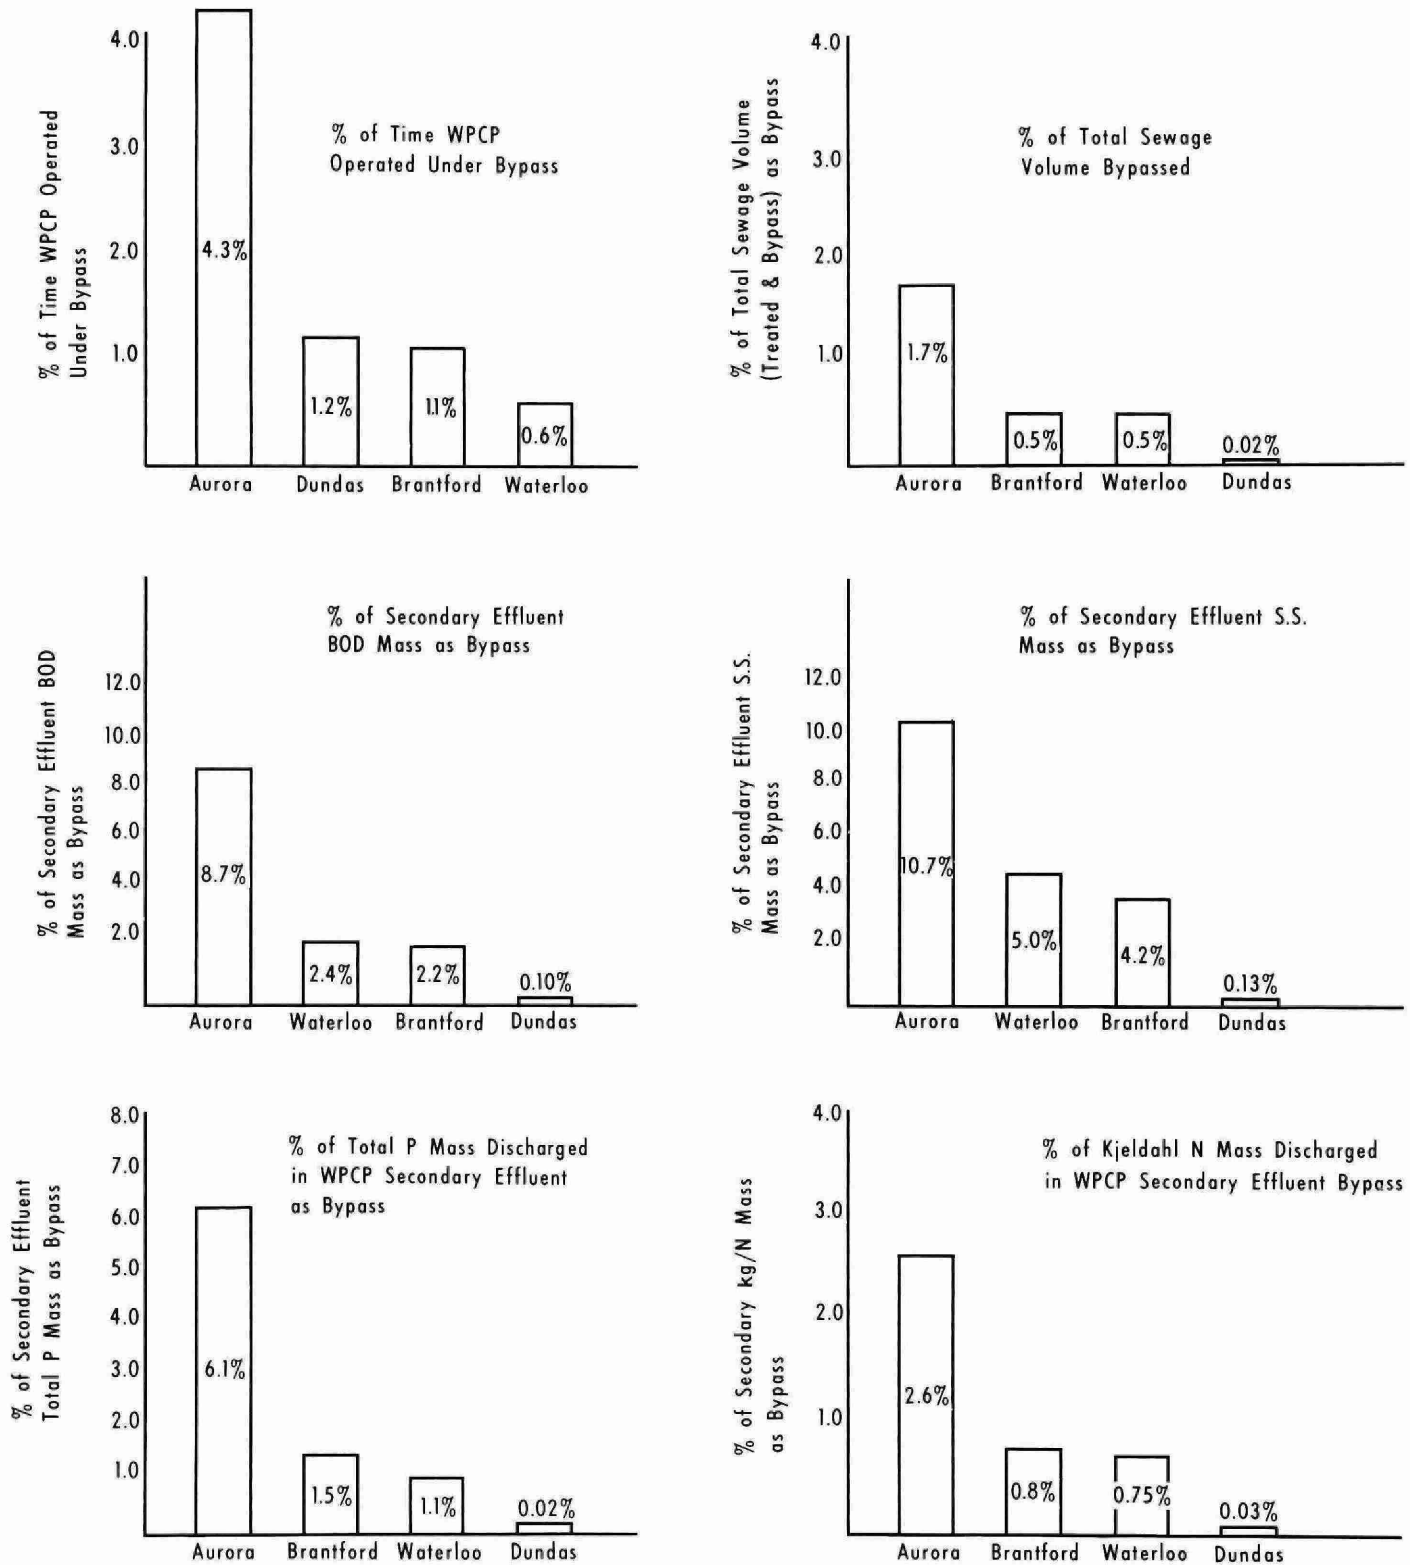 % of Time WPCP Operated
Under Bypass
4.0
3.0
2.0
1.0
% of Time WPCP
Operated Under Bypass
4.3%
1.2%
1.1%
0.6%
Aurora Dundas Brantford Waterloo
% of Total Sewage Volume
(Treated & Bypass) as Bypass
4.0
3.0
2.0
1.0
% of Total Sewage
Volume Bypassed
1.7%
0.5%
0.5%
0.02%
Aurora Brantford Waterloo Dundas
% of Secondary Effluent BOD
Mass as Bypass
12.0
10.0
8.0
6.0
4.0
2.0
% of Secondary Effluent
BOD Mass as Bypass
8.7%
2.4%
2.2%
0.10%
Aurora Waterloo Brantford Dundas
% of Secondary Effluent S.S.
Mass as Bypass
12.0
10.0
8.0
6.0
4.0
2.0
% of Secondary Effluent S.S.
Mass as Bypass
10.7%
5.0%
4.2%
0.13%
Aurora Waterloo Brantford Dundas
% of Secondary Effluent
Total P Mass as Bypass
8.0
7.0
6.0
5.0
4.0
3.0
2.0
1.0
% of Total P Mass Discharged
in WPCP Secondary Effluent
as Bypass
6.1%
1.5%
1.1%
0.02%
Aurora Brantford Waterloo Dundas
% of Secondary kg/N Mass
as Bypass
4.0
3.0
2.0
1.0
% of Kjeldahl N Mass Discharged
in WPCP Secondary Effluent Bypass
2.6%
0.8%
0.75%
0.03%
Aurora Brantford Waterloo Dundas